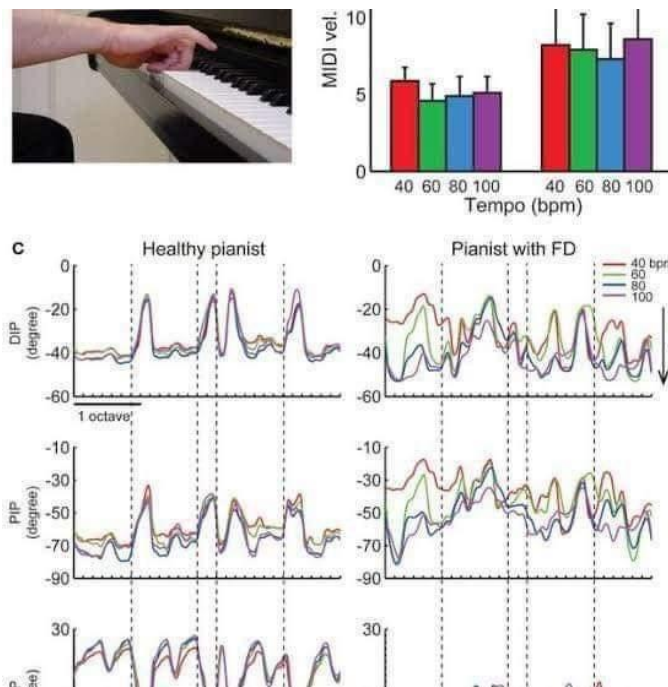 MIDI vel.
10
5
0
40 60 80 100
40 60 80 100
Tempo (bpm)
C
Healthy pianist
Pianist with FD
DIP
(degree)
0
-20
-40
-60
1 octave
0
-20
-40
-60
40 bpm
60
80
100
PIP
(degree)
-10
-30
-50
-70
-90
-10
-30
-50
-70
-90
30
30